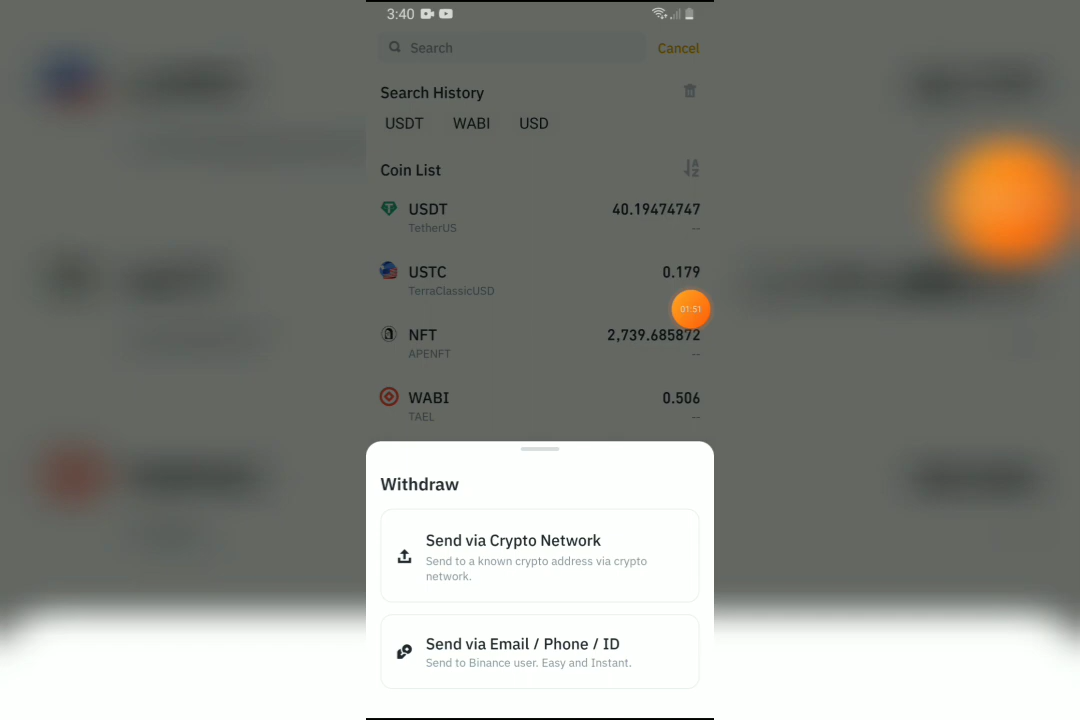 3:40
Search
Cancel
Search History
USDT WABI USD
Coin List
USDT 40.19474747
TetherUS --
USTC 0.179
TerraClassicUSD
01:51
NFT 2,739.685872
APENFT --
WABI 0.506
TAEL --
Withdraw
Send via Crypto Network
Send to a known crypto address via crypto
network.
Send via Email / Phone / ID
Send to Binance user. Easy and Instant.